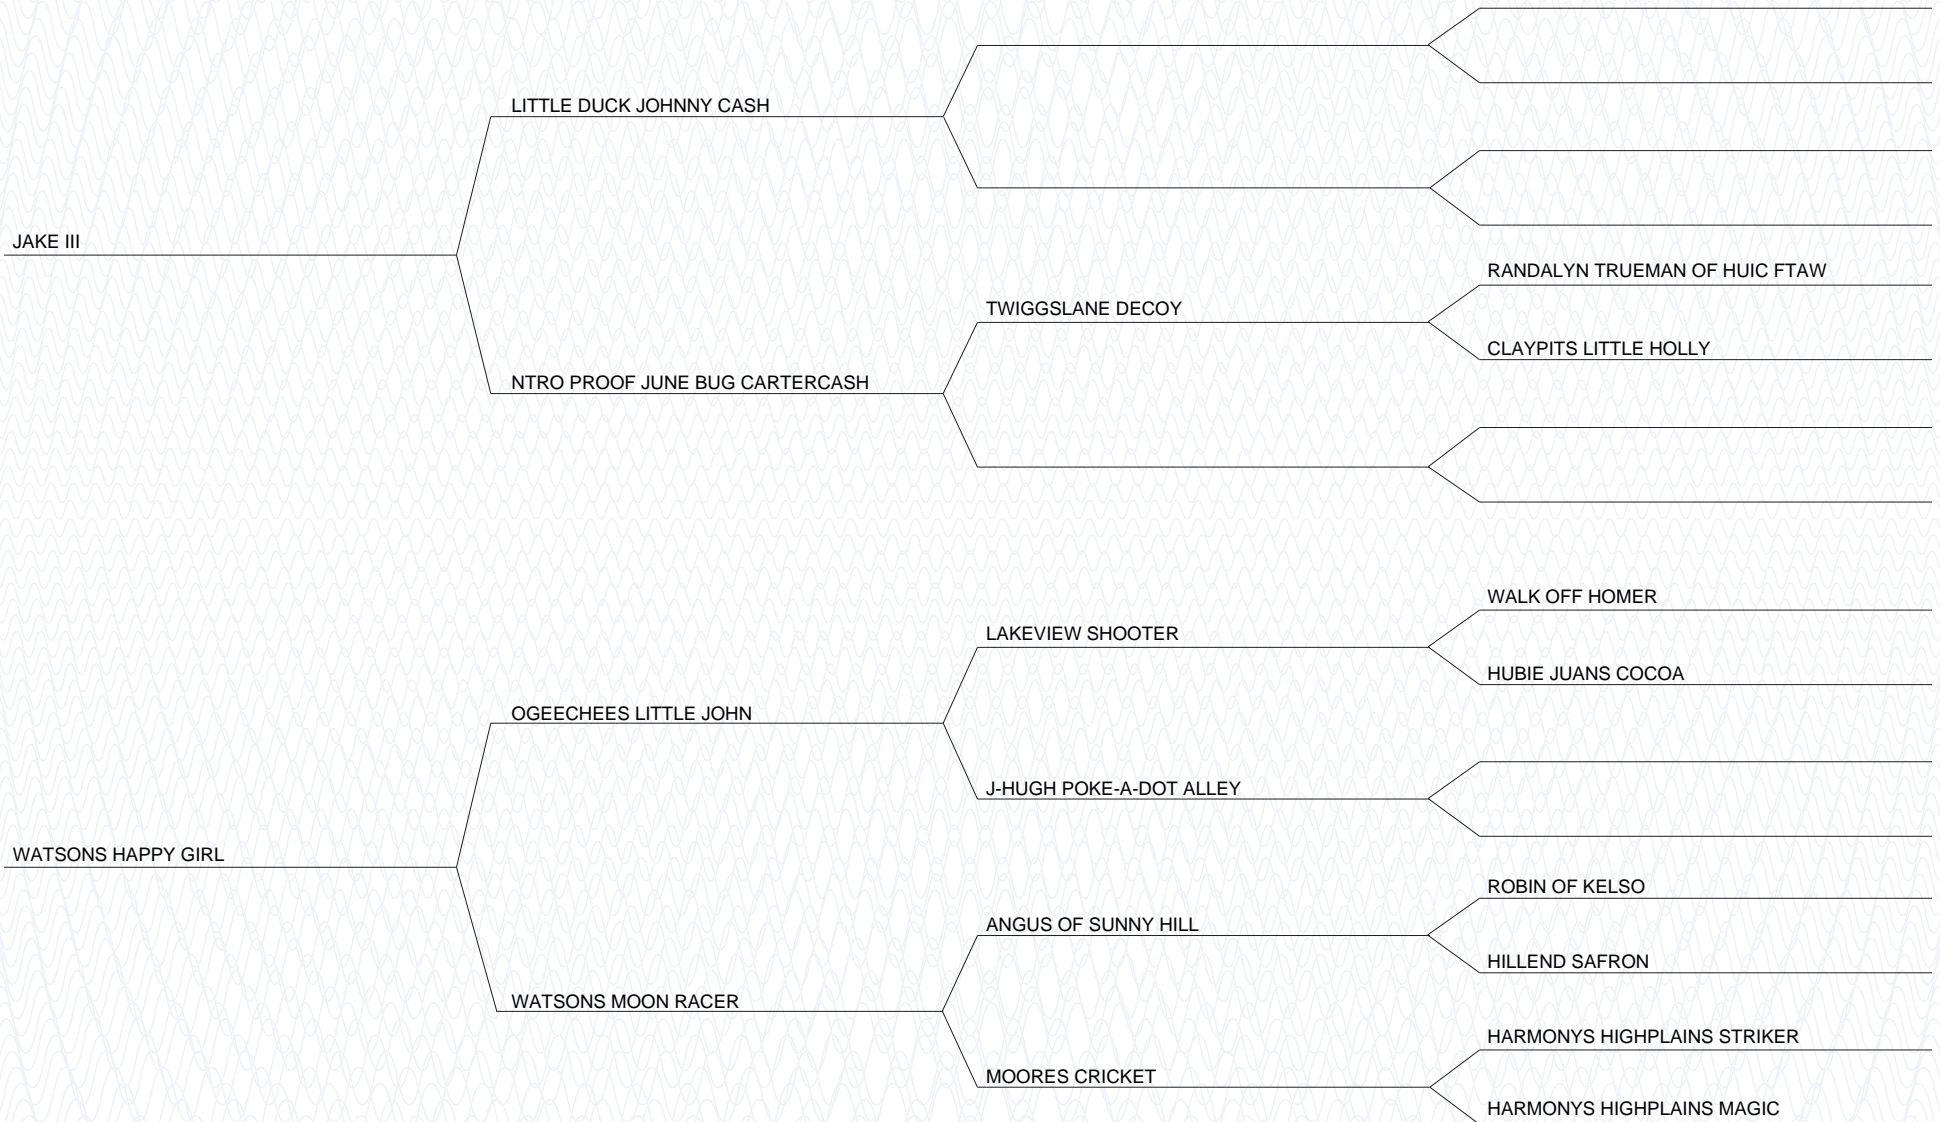 LITTLE DUCK JOHNNY CASH
JAKE III
RANDALYN TRUEMAN OF HUIC FTAW
TWIGGSLANE DECOY
CLAYPITS LITTLE HOLLY
NTRO PROOF JUNE BUG CARTERCASH
WALK OFF HOMER
LAKEVIEW SHOOTER
HUBIE JUANS COCOA
OGEECHEES LITTLE JOHN
J-HUGH POKE-A-DOT ALLEY
WATSONS HAPPY GIRL
ROBIN OF KELSO
ANGUS OF SUNNY HILL
HILLEND SAFRON
WATSONS MOON RACER
HARMONYS HIGHPLAINS STRIKER
MOORES CRICKET
HARMONYS HIGHPLAINS MAGIC